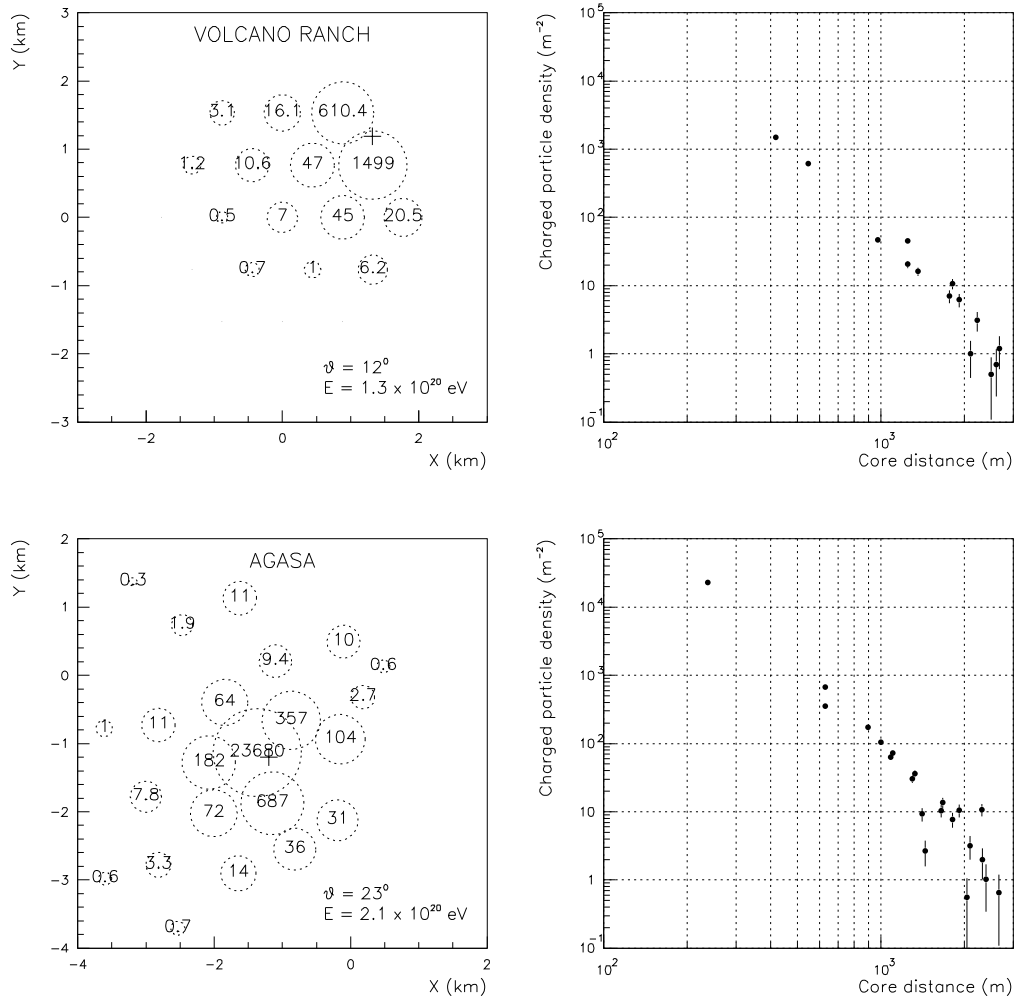 VOLCANO RANCH
Y (km)
3
2
1
0
−1
−2
−3
3.1 16.1 610.4
1.2 10.6 47 1499
0.5 7 45 20.5
0.7 1 6.2
ϑ = 12⁰
E = 1.3 x 10²⁰ eV
−2 0 2
X (km)
Charged particle density (m⁻²)
10⁵
10⁴
10³
10²
10
1
10⁻¹
10² 10³
Core distance (m)
AGASA
Y (km)
2
1
0
−1
−2
−3
−4
0.3
11
1.9
10
9.4
0.6
2.7
64
357
1
11
104
23680
182
7.8
687
72
31
36
3.3
14
0.6
0.7
ϑ = 23⁰
E = 2.1 x 10²⁰ eV
−4 −2 0 2
X (km)
Charged particle density (m⁻²)
10⁵
10⁴
10³
10²
10
1
10⁻¹
10² 10³
Core distance (m)